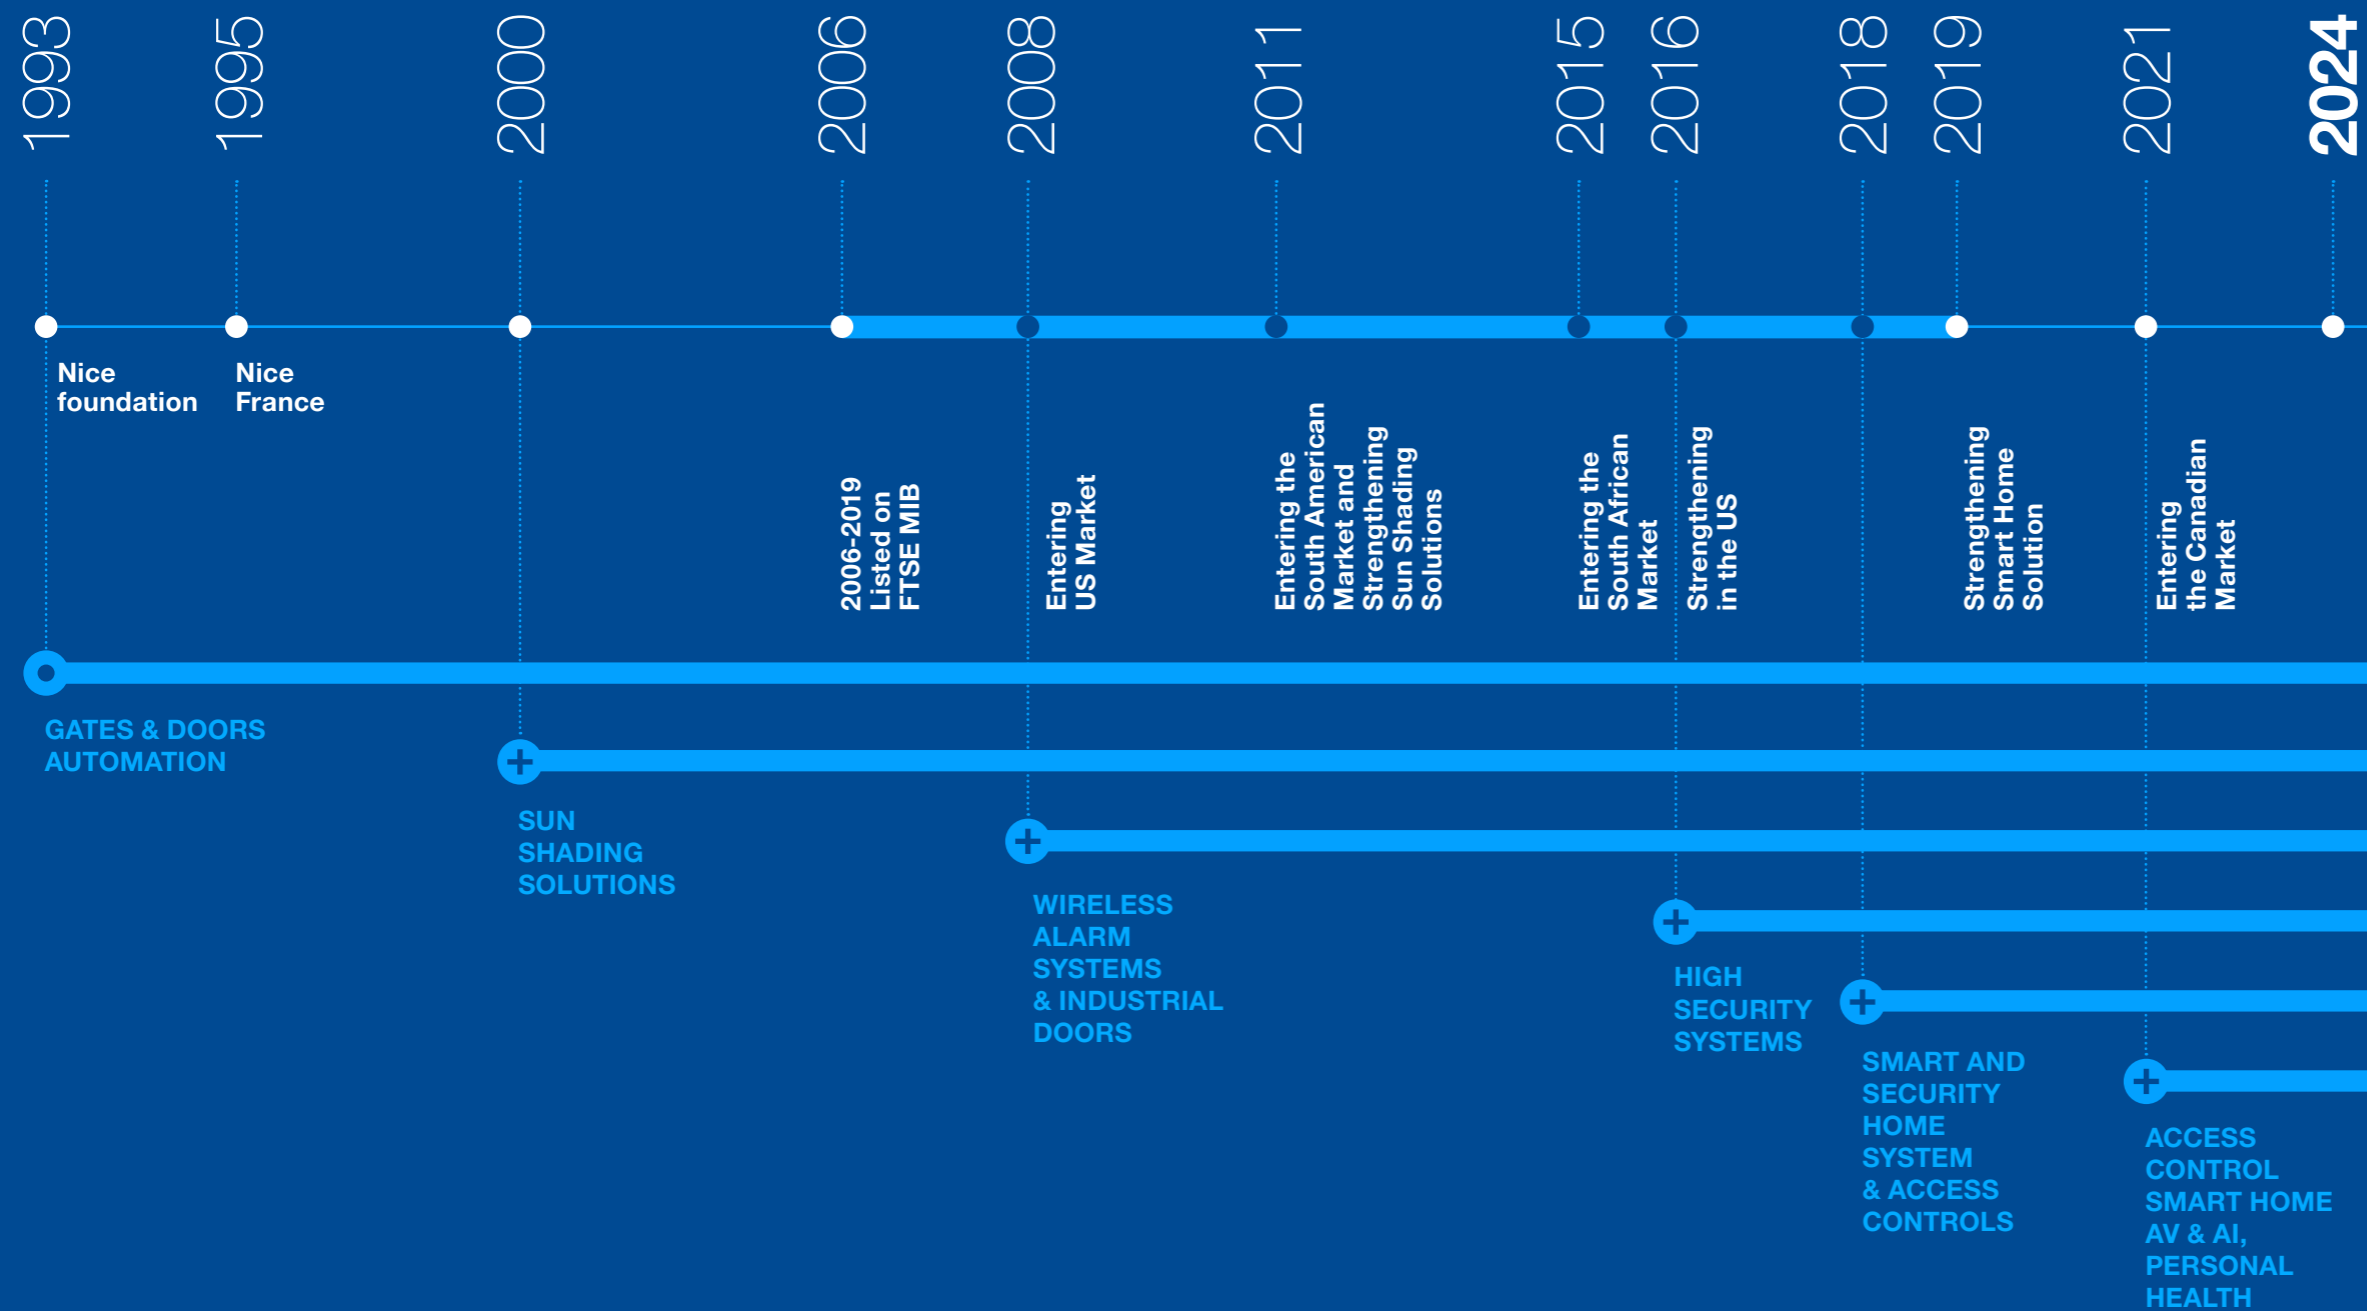 1993
1995
2000
2006
2008
2011
2015
2016
2018
2019
2021
2024
Nice
foundation
Nice
France
2006-2019
Listed on
FTSE MIB
Entering
US Market
Entering the
South American
Market and
Strengthening
Sun Shading
Solutions
Entering the
South African
Market
Strengthening
in the US
Strengthening
Smart Home
Solution
Entering
the Canadian
Market
GATES & DOORS
AUTOMATION
SUN
SHADING
SOLUTIONS
WIRELESS
ALARM
SYSTEMS
& INDUSTRIAL
DOORS
HIGH
SECURITY
SYSTEMS
SMART AND
SECURITY
HOME
SYSTEM
& ACCESS
CONTROLS
ACCESS
CONTROL
SMART HOME
AV & AI,
PERSONAL
HEALTH